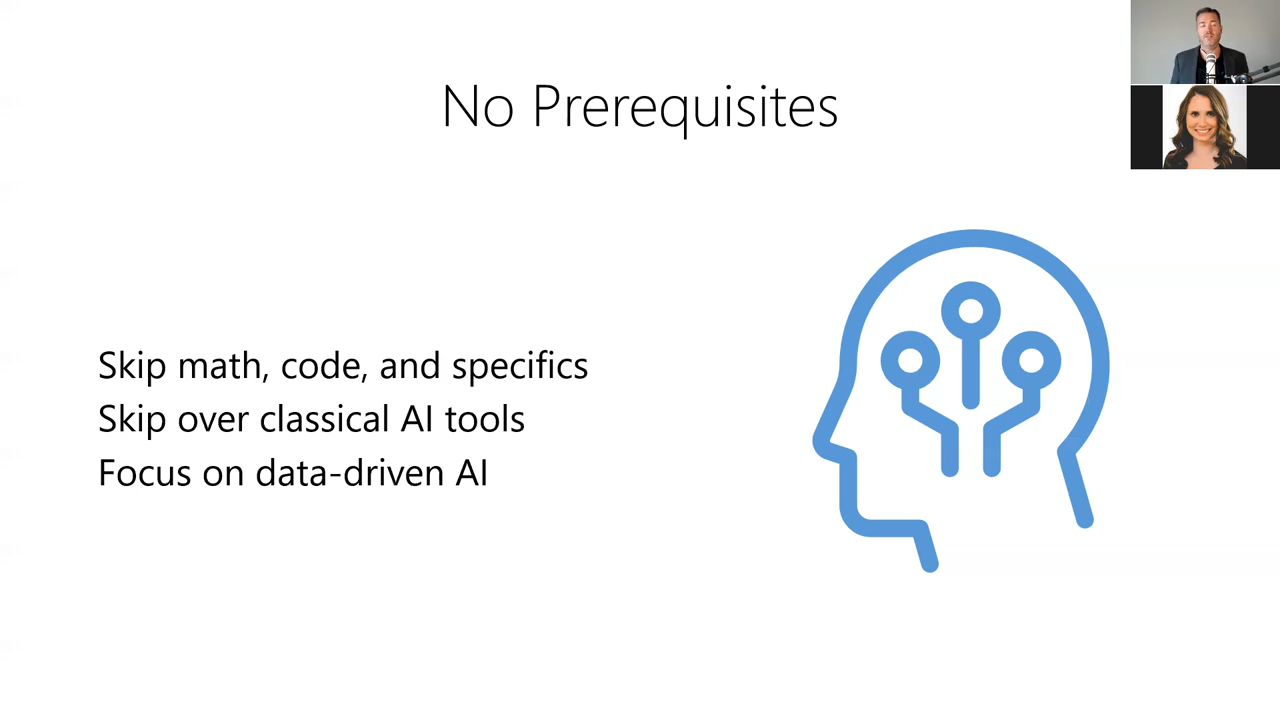 No Prerequisites
Skip math, code, and specifics
Skip over classical AI tools
Focus on data-driven AI